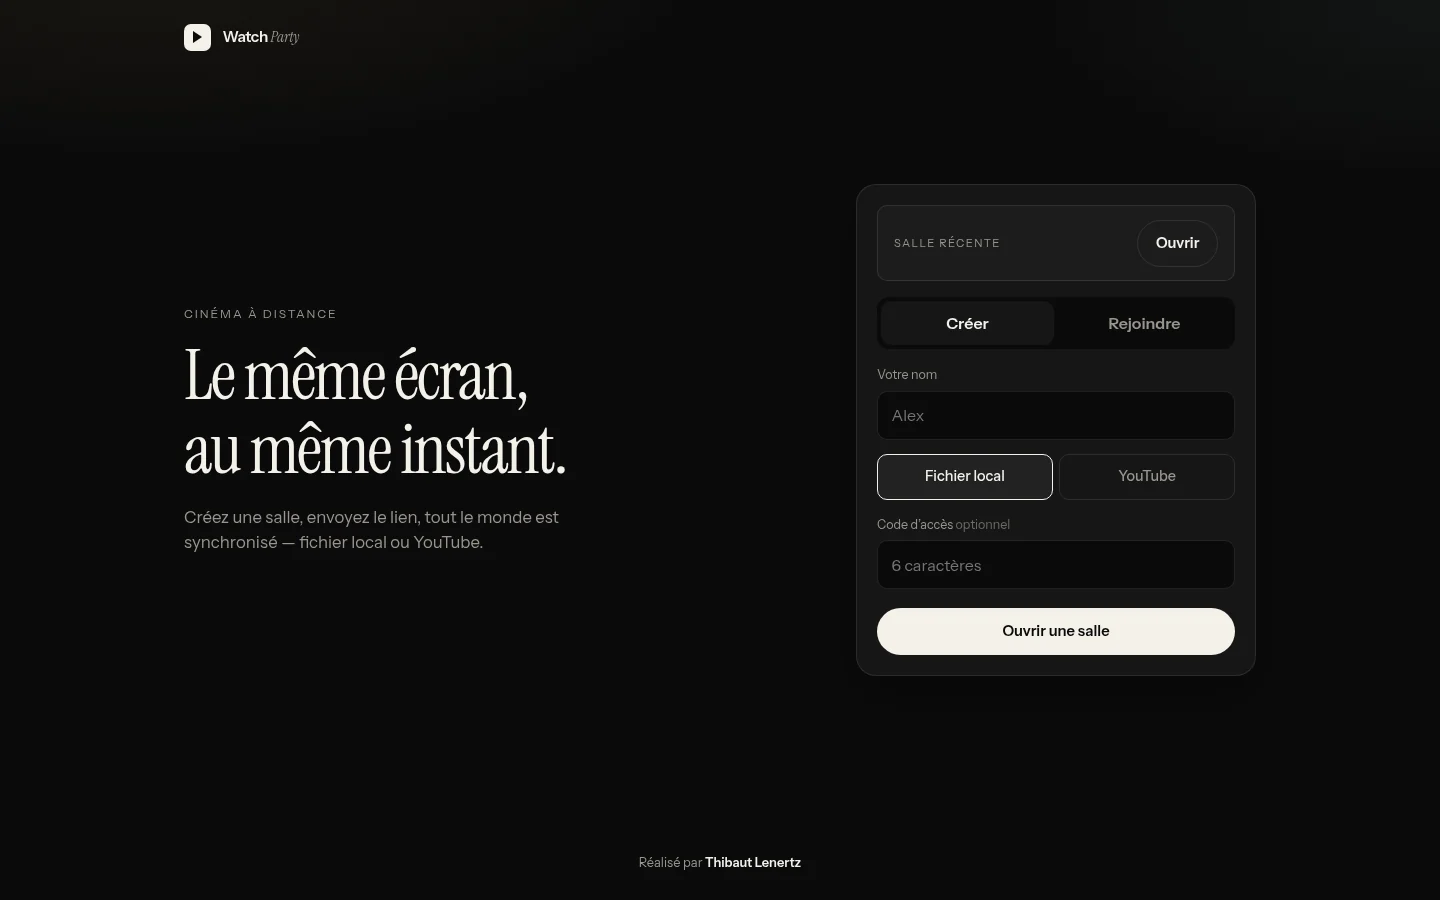 Watch Party
CINÉMA À DISTANCE
Le même écran,
au même instant.
Créez une salle, envoyez le lien, tout le monde est
synchronisé — fichier local ou YouTube.
SALLE RÉCENTE
Ouvrir
Créer
Rejoindre
Votre nom
Alex
Fichier local
YouTube
Code d'accès optionnel
6 caractères
Ouvrir une salle
Réalisé par Thibaut Lenertz